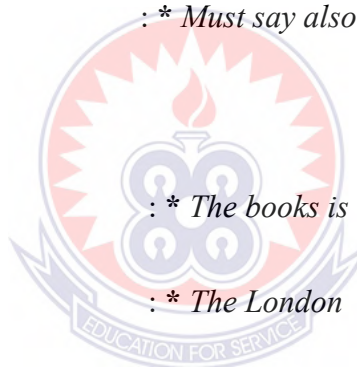 : * Must say also
: * The books is
: * The London
EDUCATION FOR SERVICE